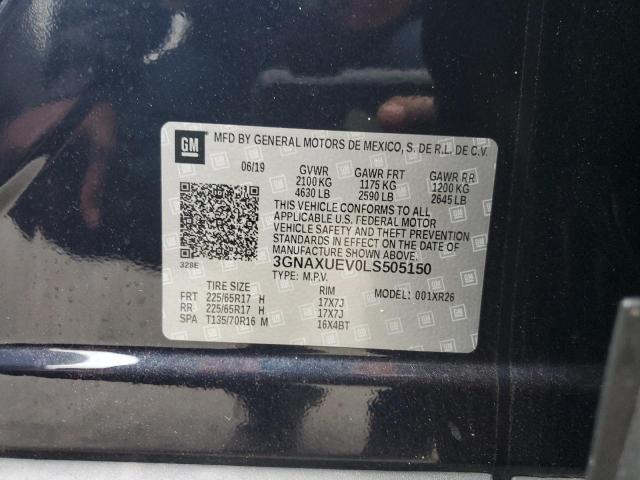 GM MFD BY GENERAL MOTORS DE MEXICO, S. DE R.L. DE C.V.
06/19 GVWR GAWR FRT GAWR RR
2100 KG 1175 KG 1200 KG
4630 LB 2590 LB 2645 LB
THIS VEHICLE CONFORMS TO ALL
APPLICABLE U.S. FEDERAL MOTOR
VEHICLE SAFETY AND THEFT
PREVENTION STANDARDS IN
EFFECT ON THE DATE OF
MANUFACTURE SHOWN ABOVE.
328E 3GNAXUEV0LS505150
TYPE: M.P.V.
TIRE SIZE RIM MODEL: 001XR26
FRT 225/65R17 H 17X7J
RR 225/65R17 H 17X7J
SPA T135/70R16 M 16X4BT